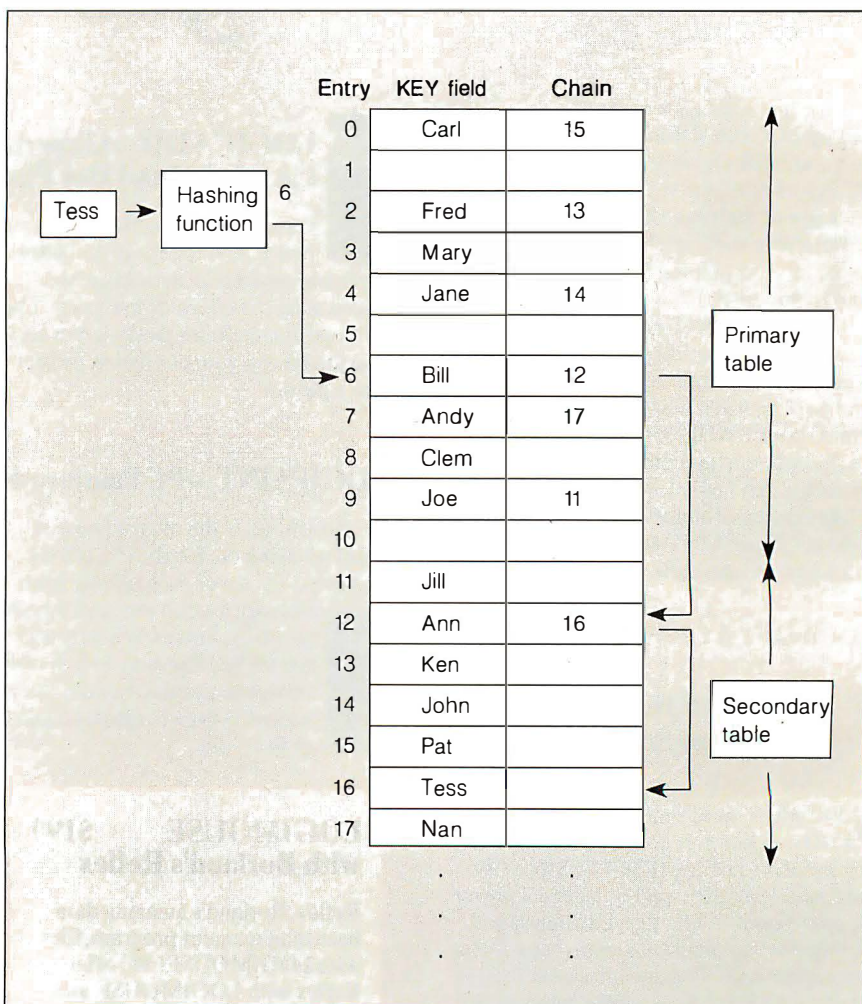 Entry KEY field Chain
0 Carl 15
1
Tess Hashing function 6
2 Fred 13
3 Mary
4 Jane 14
5
Primary table
6 Bill 12
7 Andy 17
8 Clem
9 Joe 11
10
11 Jill
12 Ann 16
13 Ken
14 John
Secondary table
15 Pat
16 Tess
17 Nan